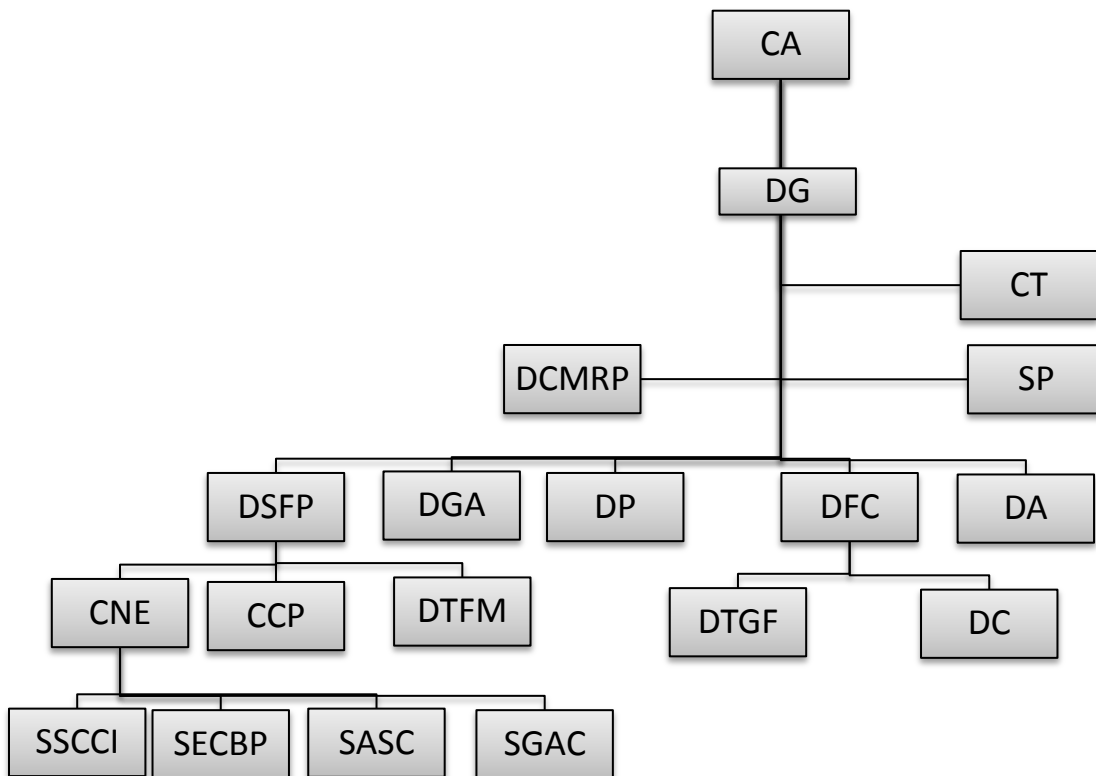 CA
DG
CT
DCMRP
SP
DSFP
DGA
DP
DFC
DA
CNE
CCP
DTFM
DTGF
DC
SSCCI
SECBP
SASC
SGAC